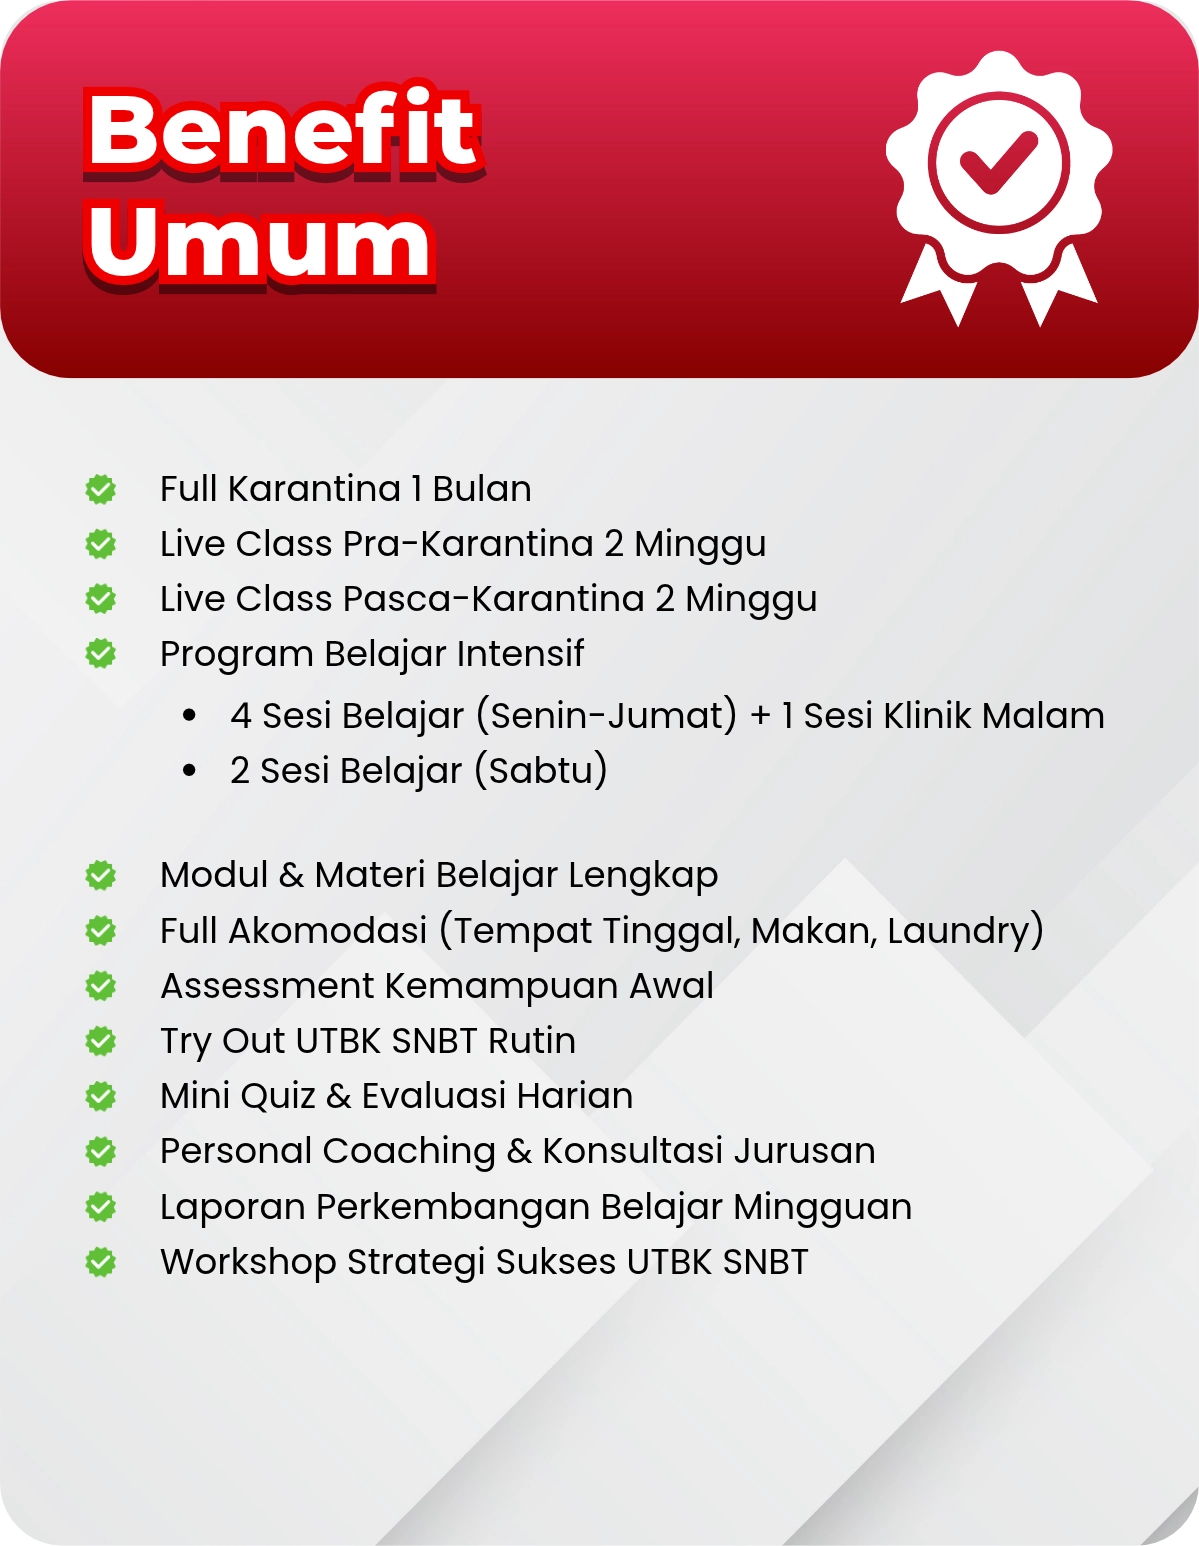 Benefit
Umum
Full Karantina 1 Bulan
Live Class Pra-Karantina 2 Minggu
Live Class Pasca-Karantina 2 Minggu
Program Belajar Intensif
• 4 Sesi Belajar (Senin-Jumat) + 1 Sesi Klinik Malam
• 2 Sesi Belajar (Sabtu)
Modul & Materi Belajar Lengkap
Full Akomodasi (Tempat Tinggal, Makan, Laundry)
Assessment Kemampuan Awal
Try Out UTBK SNBT Rutin
Mini Quiz & Evaluasi Harian
Personal Coaching & Konsultasi Jurusan
Laporan Perkembangan Belajar Mingguan
Workshop Strategi Sukses UTBK SNBT